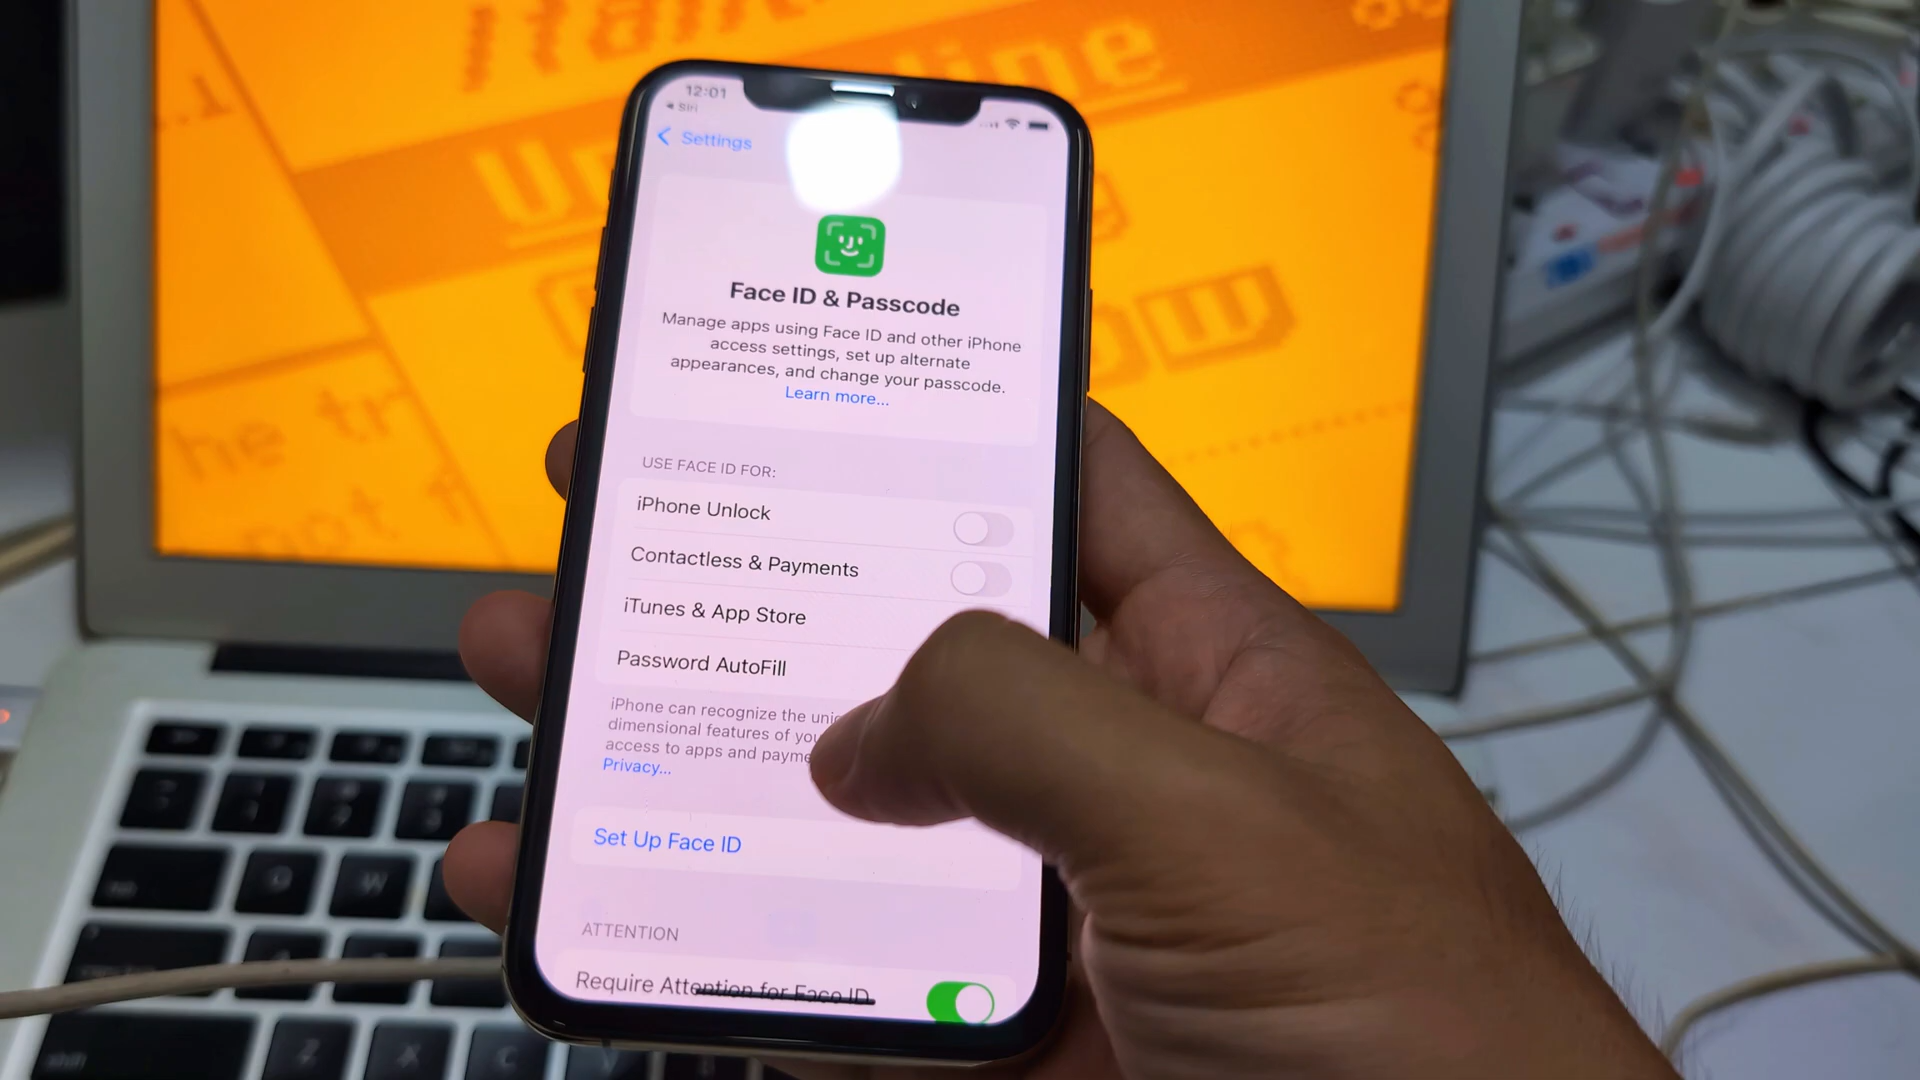 12:01
Siri
Settings
Face ID & Passcode
Manage apps using Face ID and other iPhone
access settings, set up alternate
appearances, and change your passcode.
Learn more...
USE FACE ID FOR:
iPhone Unlock
Contactless & Payments
iTunes & App Store
Password AutoFill
iPhone can recognize the
dimensional features of
access to apps and
Privacy...
Set Up Face ID
ATTENTION
Require Attention for Face ID
he tr
Q
W
Z
X
C